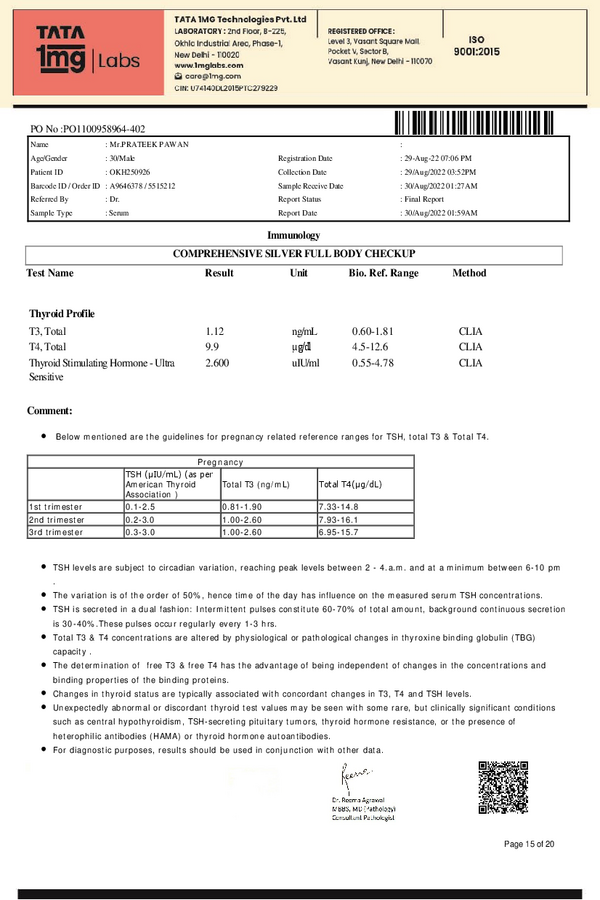 TATA
1mg Labs
TATA 1MG Technologies Pvt. Ltd
LABORATORY : 2nd Floor, B-225,
Okhla Industrial Area, Phase-1,
New Delhi - 110020
www.1mglabs.com
care@1mg.com
CIN: U74140DL2015PTC279229
REGISTERED OFFICE :
Level 3, Vasant Square Mall,
Pocket V, Sector B,
Vasant Kunj, New Delhi - 110070
ISO
9001:2015
PO No :PO1100958964-402
Name : Mr.PRATEEK PAWAN :
Age/Gender : 30/Male Registration Date : 29-Aug-22 07:06 PM
Patient ID : OKH250926 Collection Date : 29/Aug/2022 03:52PM
Barcode ID / Order ID : A9646378 / 5515212 Sample Receive Date : 30/Aug/2022 01:27AM
Referred By : Dr. Report Status : Final Report
Sample Type : Serum Report Date : 30/Aug/2022 01:59AM
Immunology
COMPREHENSIVE SILVER FULL BODY CHECKUP
Test Name Result Unit Bio. Ref. Range Method
Thyroid Profile
T3, Total 1.12 ng/mL 0.60-1.81 CLIA
T4, Total 9.9 µg/dl 4.5-12.6 CLIA
Thyroid Stimulating Hormone - Ultra 2.600 uIU/ml 0.55-4.78 CLIA
Sensitive
Comment:
• Below mentioned are the guidelines for pregnancy related reference ranges for TSH, total T3 & Total T4.
Pregnancy
TSH (µIU/mL) (as per
American Thyroid Total T3 (ng/mL) Total T4(µg/dL)
Association )
1st trimester 0.1-2.5 0.81-1.90 7.33-14.8
2nd trimester 0.2-3.0 1.00-2.60 7.93-16.1
3rd trimester 0.3-3.0 1.00-2.60 6.95-15.7
• TSH levels are subject to circadian variation, reaching peak levels between 2 - 4.a.m. and at a minimum between 6-10 pm
.
• The variation is of the order of 50%, hence time of the day has influence on the measured serum TSH concentrations.
• TSH is secreted in a dual fashion: Intermittent pulses constitute 60-70% of total amount, background continuous secretion
is 30-40%.These pulses occur regularly every 1-3 hrs.
• Total T3 & T4 concentrations are altered by physiological or pathological changes in thyroxine binding globulin (TBG)
capacity .
• The determination of free T3 & free T4 has the advantage of being independent of changes in the concentrations and
binding properties of the binding proteins.
• Changes in thyroid status are typically associated with concordant changes in T3, T4 and TSH levels.
• Unexpectedly abnormal or discordant thyroid test values may be seen with some rare, but clinically significant conditions
such as central hypothyroidism, TSH-secreting pituitary tumors, thyroid hormone resistance, or the presence of
heterophilic antibodies (HAMA) or thyroid hormone autoantibodies.
• For diagnostic purposes, results should be used in conjunction with other data.
Reema
Dr. Reema Agrawal
MBBS, MD (Pathology)
Consultant Pathologist
Page 15 of 20